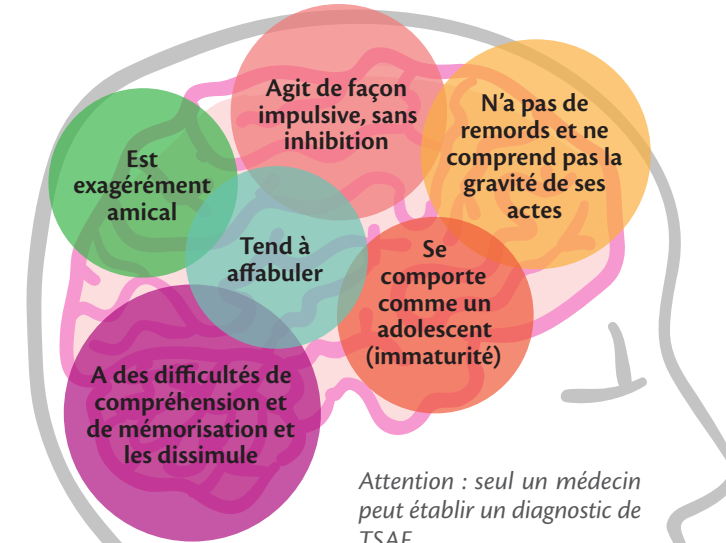 Agit de façon
impulsive, sans
inhibition
N’a pas de
remords et ne
comprend pas la
gravité de ses
actes
Est
exagérément
amical
Tend à
affabuler
Se
comporte
comme un
adolescent
(immaturité)
A des difficultés de
compréhension et
de mémorisation et
les dissimule
Attention : seul un médecin
peut établir un diagnostic de
TSAF